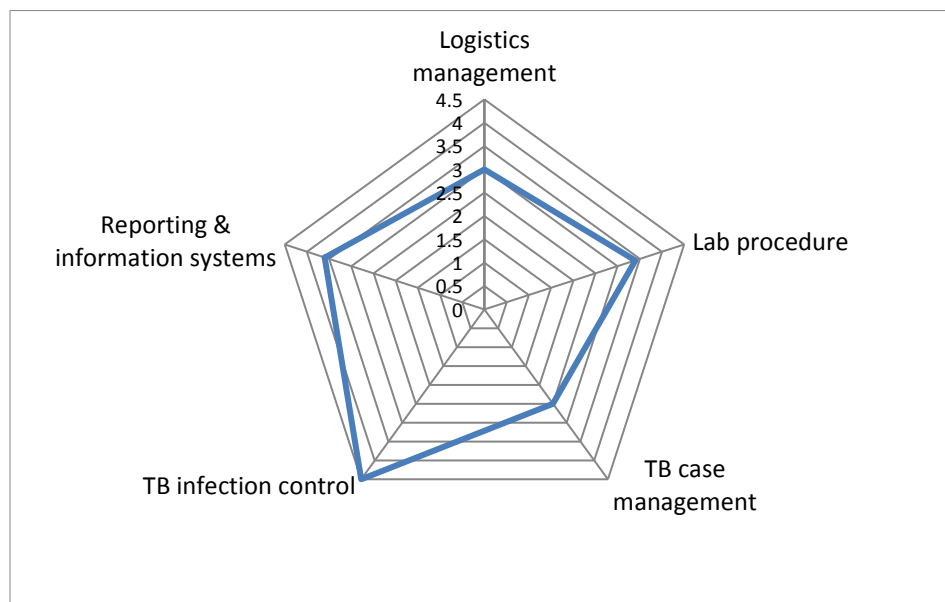 Logistics
management
4.5
4
3.5
3
2.5
2
1.5
1
0.5
0
Lab procedure
TB case
management
TB infection control
Reporting &
information systems